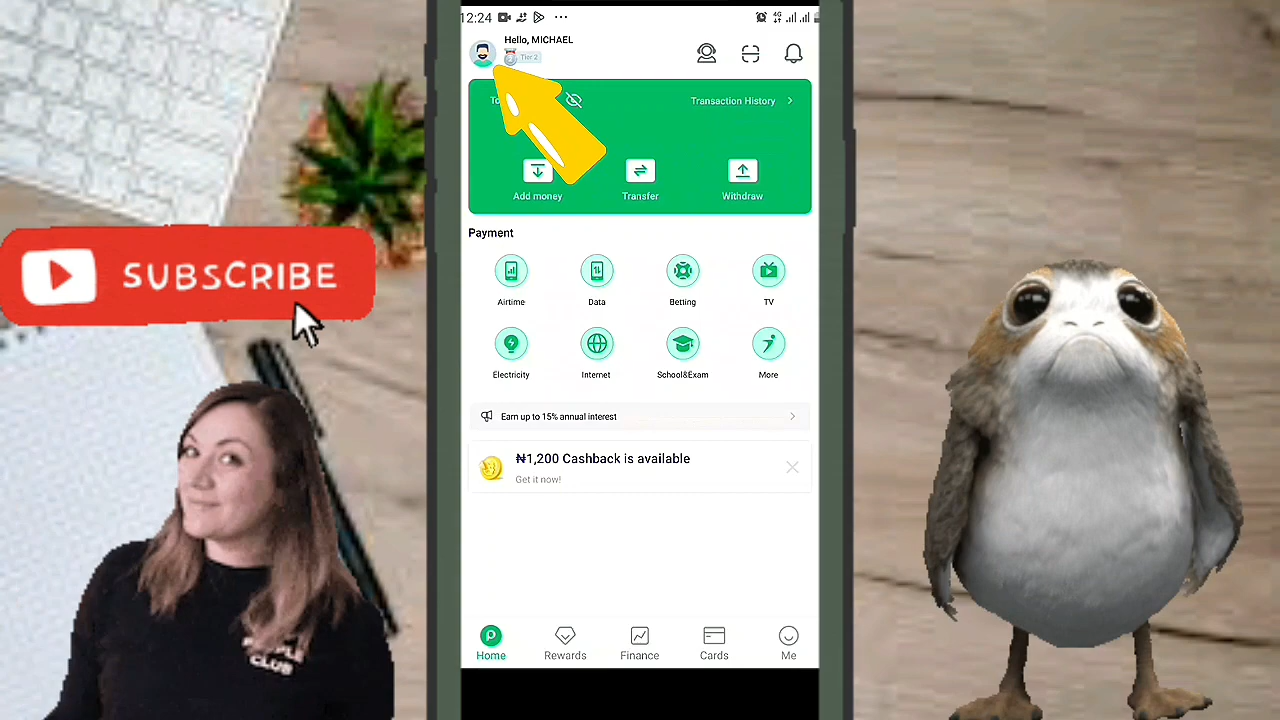 12:24
Hello, MICHAEL
Tier 2
Transaction History
Add money
Transfer
Withdraw
Payment
Airtime
Data
Betting
TV
Electricity
Internet
School&Exam
More
Earn up to 15% annual interest
₦1,200 Cashback is available
Get it now!
Home
Rewards
Finance
Cards
Me
SUBSCRIBE
CLUB